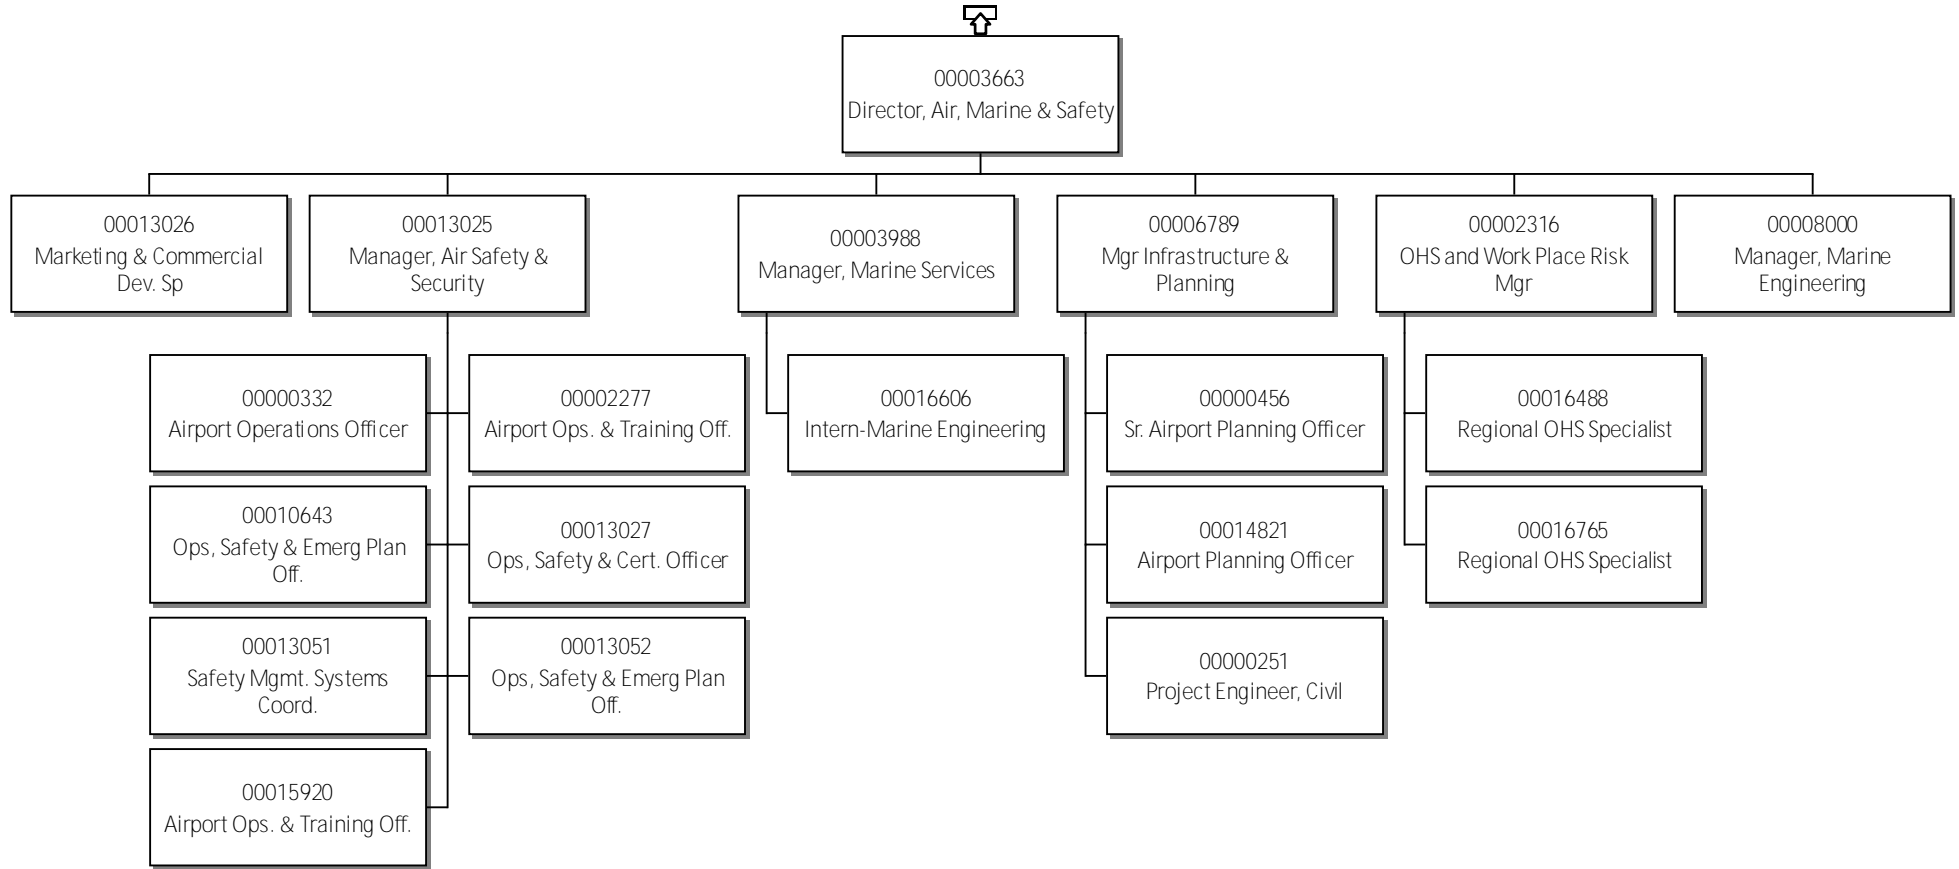 00003663
Director, Air, Marine & Safety
00013026
Marketing & Commercial
Dev. Sp
00013025
Manager, Air Safety &
Security
00003988
Manager, Marine Services
00006789
Mgr Infrastructure &
Planning
00002316
OHS and Work Place Risk
Mgr
00008000
Manager, Marine
Engineering
00000332
Airport Operations Officer
00002277
Airport Ops. & Training Off.
00016606
Intern-Marine Engineering
00000456
Sr. Airport Planning Officer
00016488
Regional OHS Specialist
00010643
Ops, Safety & Emerg Plan
Off.
00013027
Ops, Safety & Cert. Officer
00014821
Airport Planning Officer
00016765
Regional OHS Specialist
00013051
Safety Mgmt. Systems
Coord.
00013052
Ops, Safety & Emerg Plan
Off.
00000251
Project Engineer, Civil
00015920
Airport Ops. & Training Off.